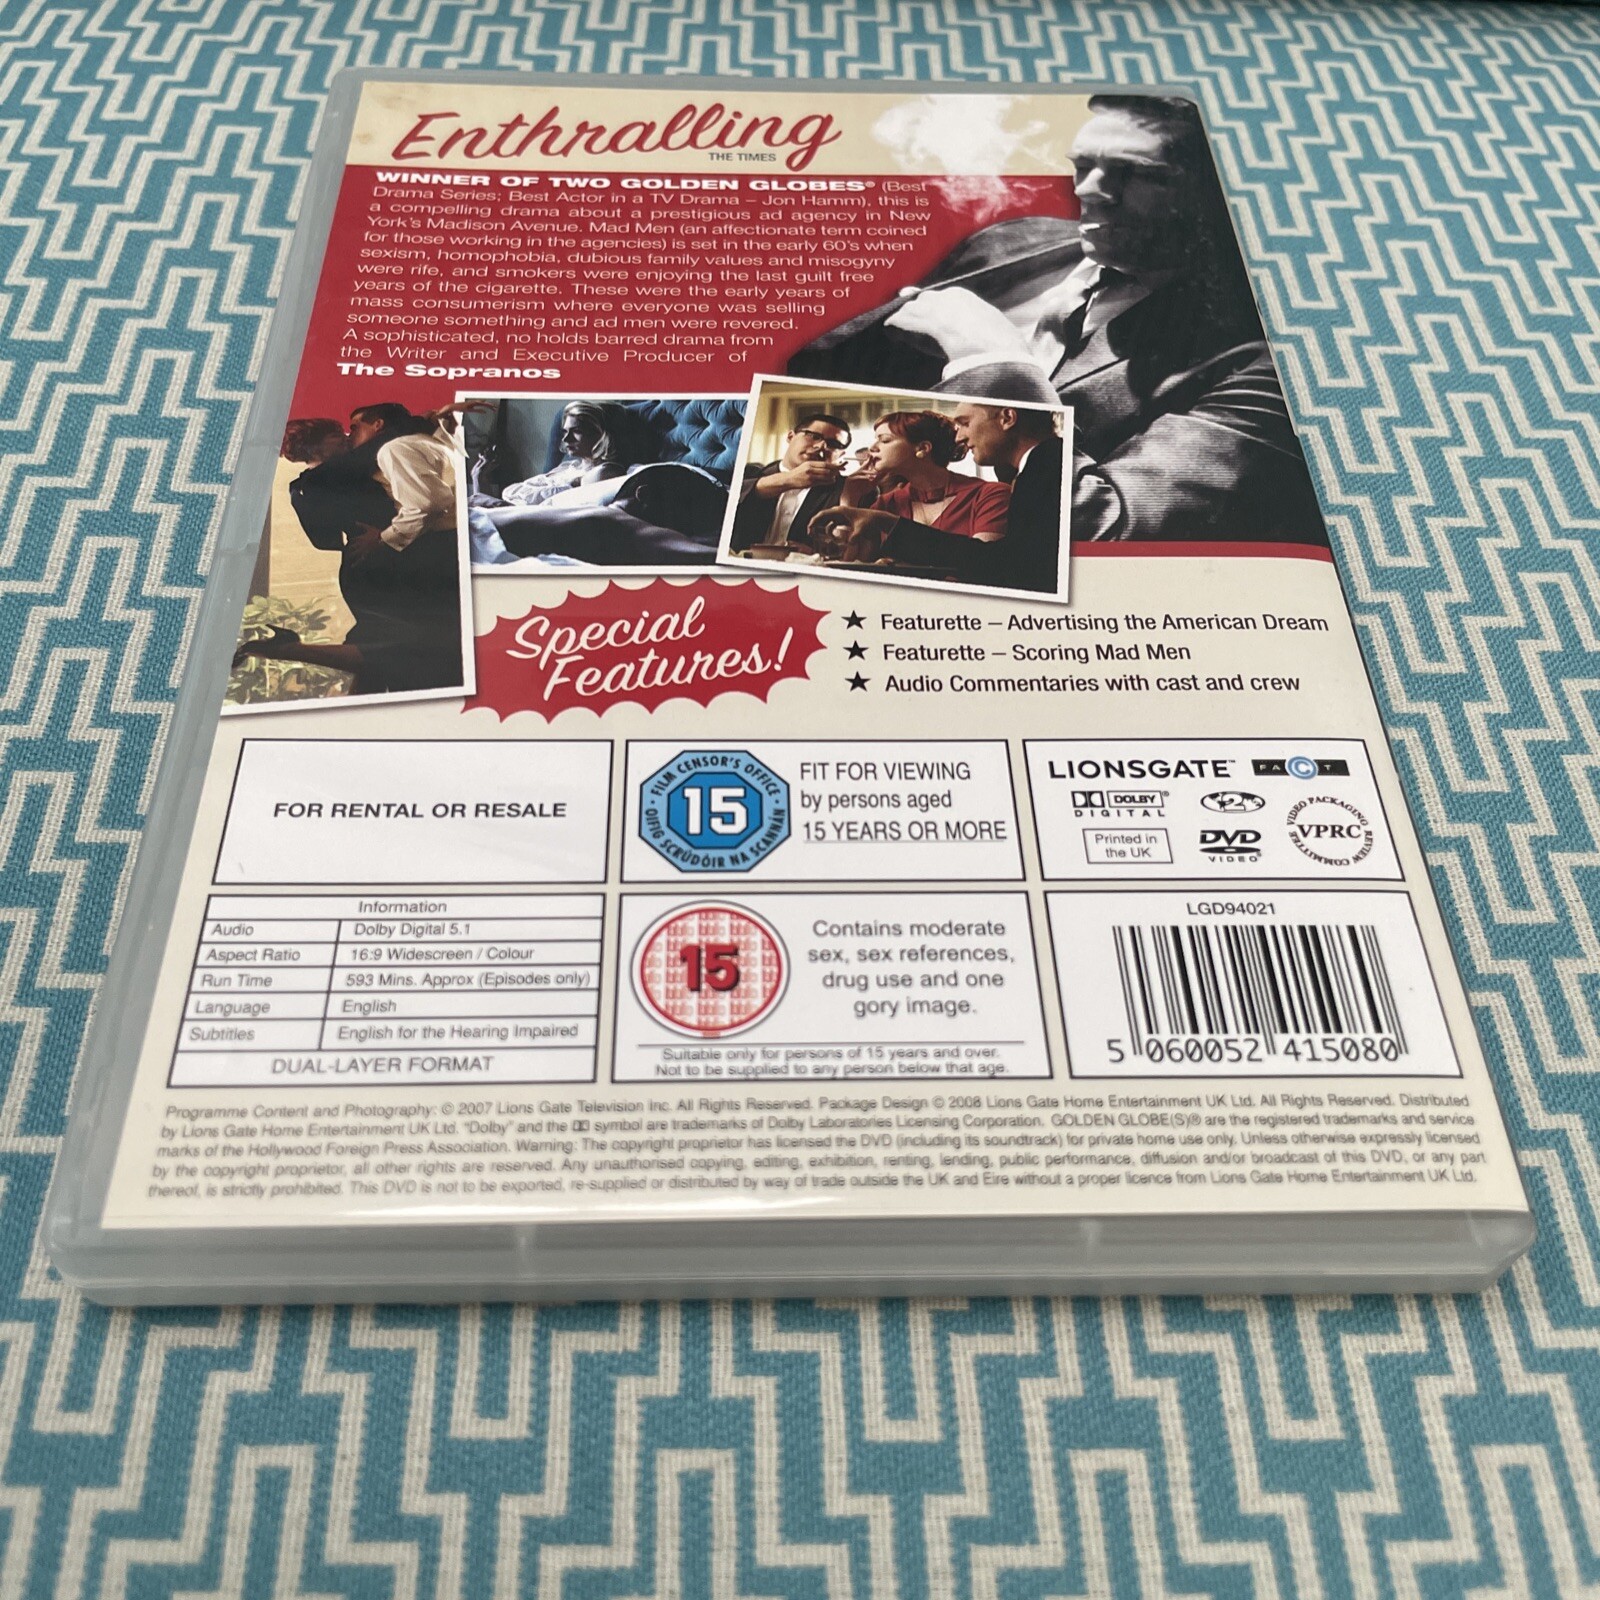 Enthralling
THE TIMES
WINNER OF TWO GOLDEN GLOBES® (Best
Drama Series; Best Actor in a TV Drama – Jon Hamm), this is
a compelling drama about a prestigious ad agency in New
York's Madison Avenue. Mad Men (an affectionate term coined
for those working in the agencies) is set in the early 60's when
sexism, homophobia, dubious family values and misogyny
were rife, and smokers were enjoying the last guilt free
years of the cigarette. These were the early years of
mass consumerism where everyone was selling
someone something and ad men were revered.
A sophisticated, no holds barred drama from
the Writer and Executive Producer of
The Sopranos
Special
Features!
★ Featurette – Advertising the American Dream
★ Featurette – Scoring Mad Men
★ Audio Commentaries with cast and crew
FOR RENTAL OR RESALE
FILM CENSOR'S OFFICE
15
OIFIG SCRÚDÓIR NA SCANNÁN
FIT FOR VIEWING
by persons aged
15 YEARS OR MORE
LIONSGATE™ FACT
DOLBY®
DIGITAL
2
Printed in
the UK
DVD
VIDEO
VIDEO PACKAGING
VPRC
REVIEW COMMITTEE
Information
Audio Dolby Digital 5.1
Aspect Ratio 16:9 Widescreen / Colour
Run Time 593 Mins. Approx (Episodes only)
Language English
Subtitles English for the Hearing Impaired
DUAL-LAYER FORMAT
15
Contains moderate
sex, sex references,
drug use and one
gory image.
Suitable only for persons of 15 years and over.
Not to be supplied to any person below that age.
LGD94021
5 060052 415080
Programme Content and Photography: © 2007 Lions Gate Television Inc. All Rights Reserved. Package Design © 2008 Lions Gate Home Entertainment UK Ltd. All Rights Reserved. Distributed
by Lions Gate Home Entertainment UK Ltd. "Dolby" and the symbol are trademarks of Dolby Laboratories Licensing Corporation. GOLDEN GLOBE(S)® are the registered trademarks and service
marks of the Hollywood Foreign Press Association. Warning: The copyright proprietor has licensed the DVD (including its soundtrack) for private home use only. Unless otherwise expressly licensed
by the copyright proprietor, all other rights are reserved. Any unauthorised copying, editing, exhibition, renting, lending, public performance, diffusion and/or broadcast of this DVD, or any part
thereof, is strictly prohibited. This DVD is not to be exported, re-supplied or distributed by way of trade outside the UK and Eire without a proper licence from Lions Gate Home Entertainment UK Ltd.